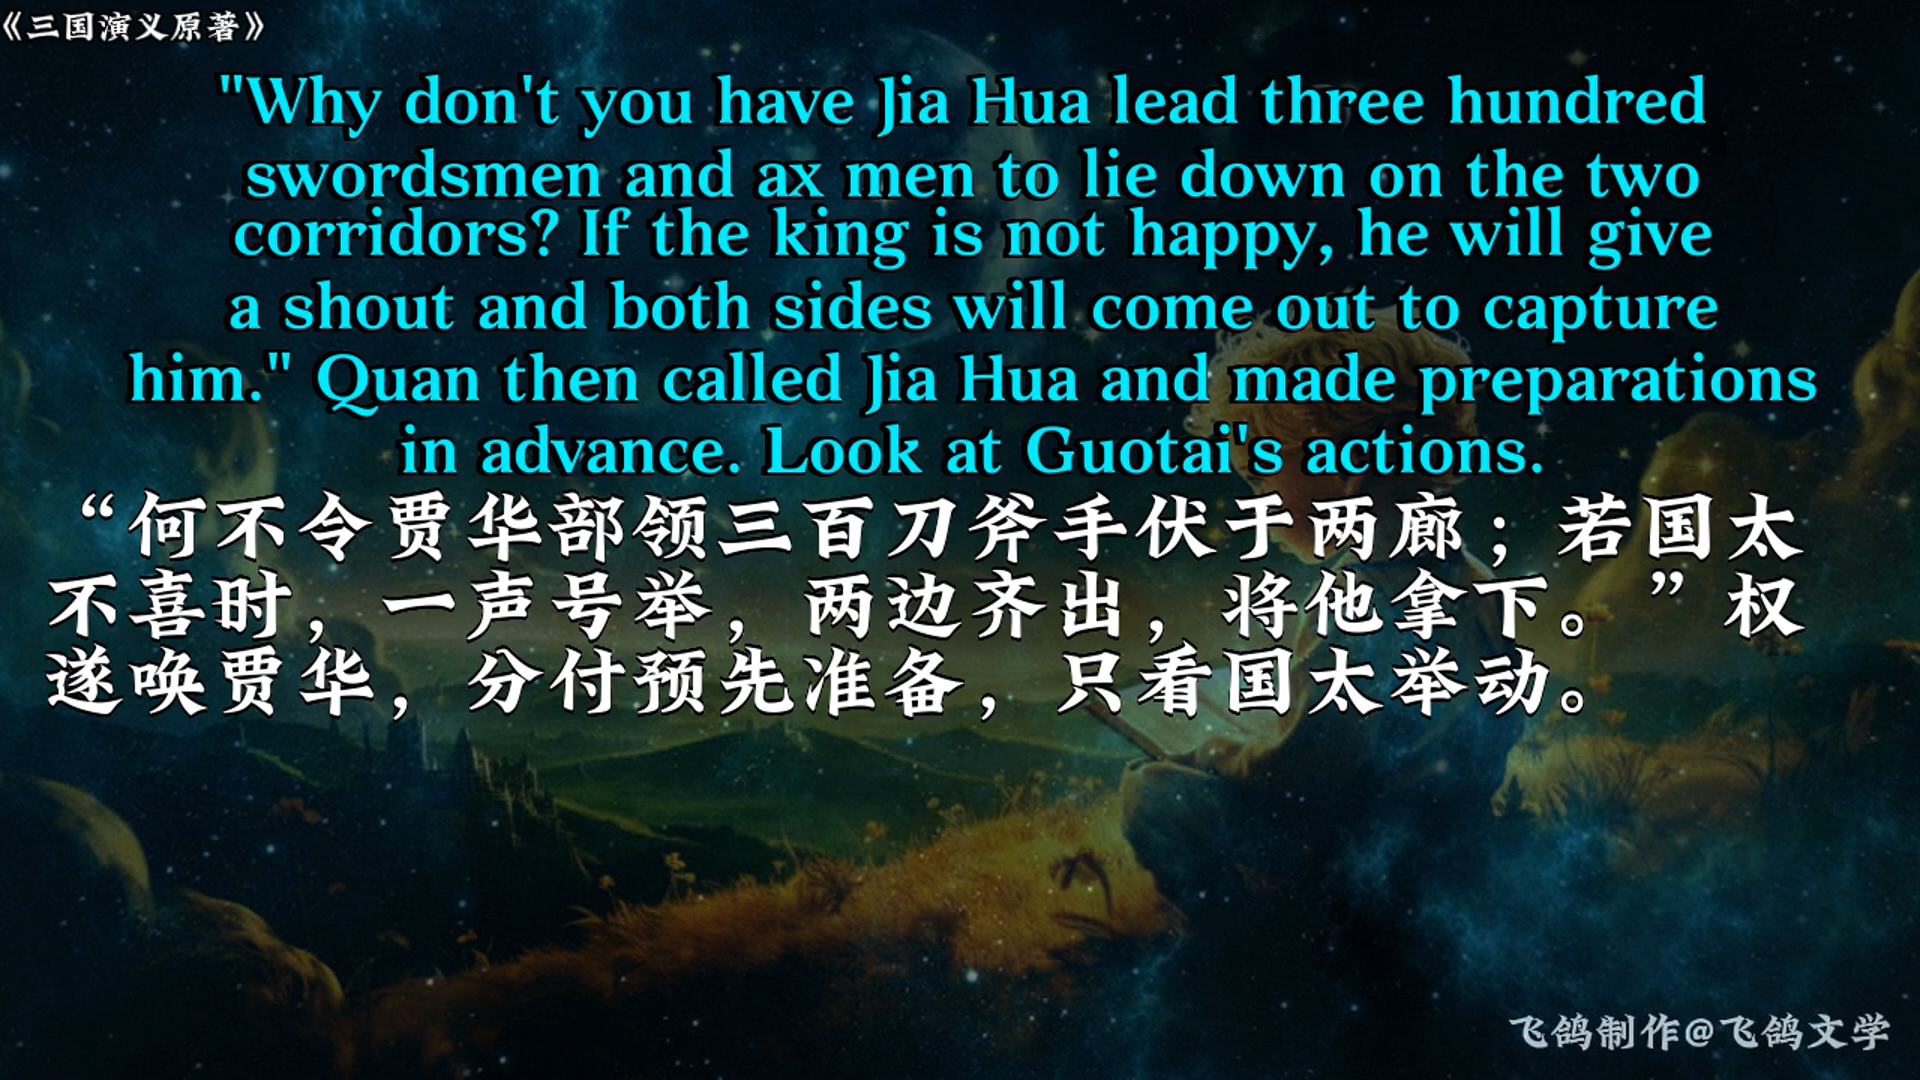 《三国演义原著》
"Why don't you have Jia Hua lead three hundred
swordsmen and ax men to lie down on the two
corridors? If the king is not happy, he will give
a shout and both sides will come out to capture
him." Quan then called Jia Hua and made preparations
in advance. Look at Guotai's actions.
“何不令贾华部领三百刀斧手伏于两廊；若国太
不喜时，一声号举，两边齐出，将他拿下。”权
遂唤贾华，分付预先准备，只看国太举动。
飞鸽制作@飞鸽文学